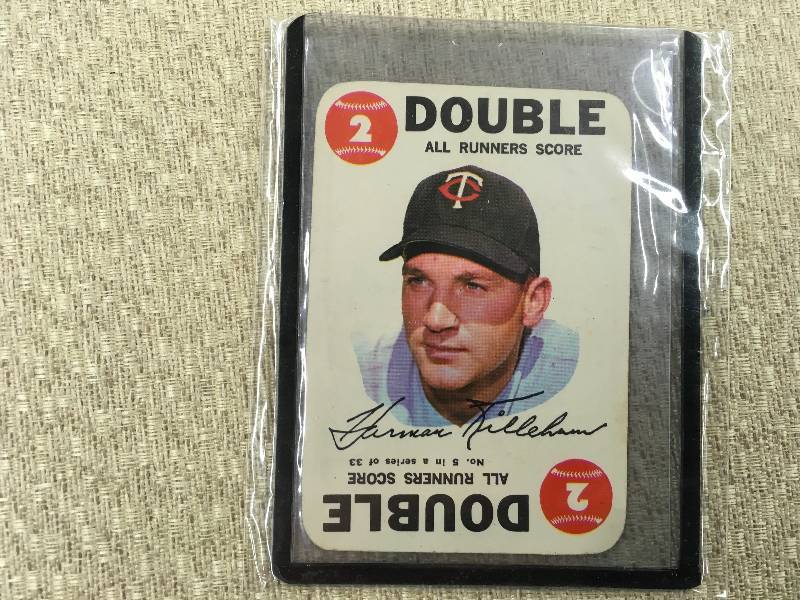 2 DOUBLE
ALL RUNNERS SCORE
TC
Harmon Killebrew
No. 5 in a series of 33
ALL RUNNERS SCORE
DOUBLE 2